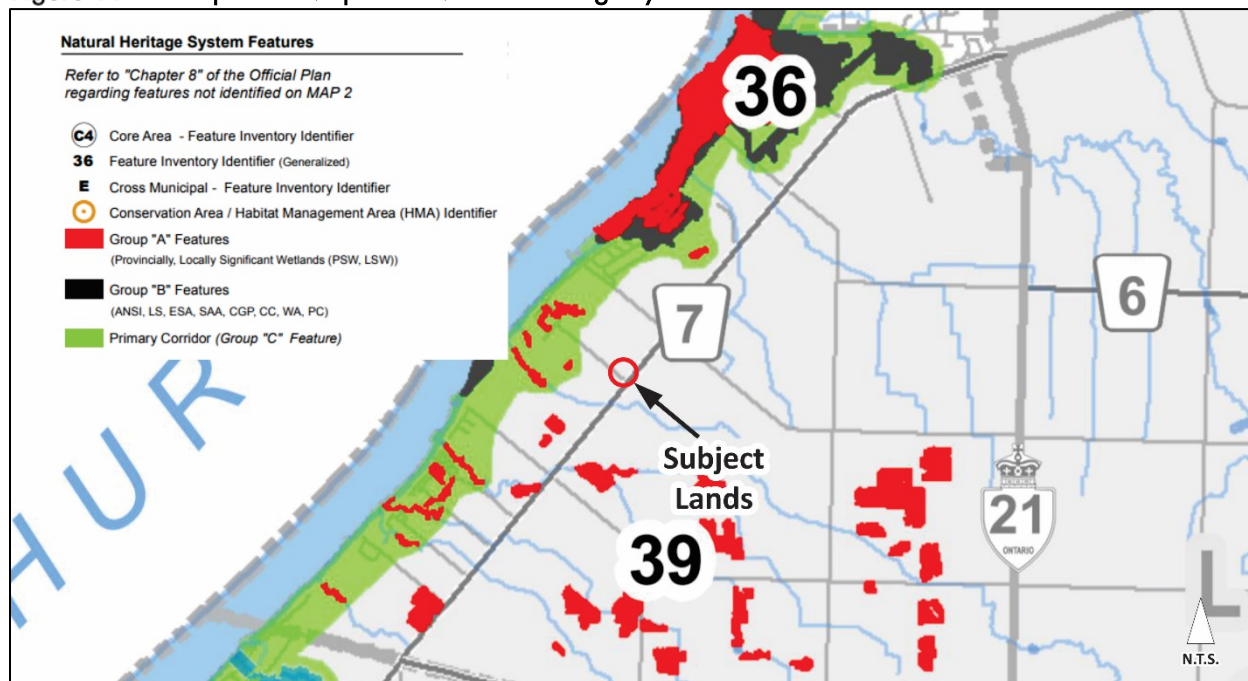 Natural Heritage System Features
Refer to "Chapter 8" of the Official Plan
regarding features not identified on MAP 2
C4 Core Area - Feature Inventory Identifier
36 Feature Inventory Identifier (Generalized)
E Cross Municipal - Feature Inventory Identifier
Conservation Area / Habitat Management Area (HMA) Identifier
Group "A" Features
(Provincially, Locally Significant Wetlands (PSW, LSW))
Group "B" Features
(ANSI, LS, ESA, SAA, CGP, CC, WA, PC)
Primary Corridor (Group "C" Feature)
36
7
6
HUR
Subject
Lands
39
21
ONTARIO
L
N.T.S.